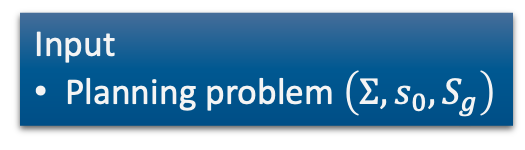 Input
• Planning problem (Σ, s₀, S_g)